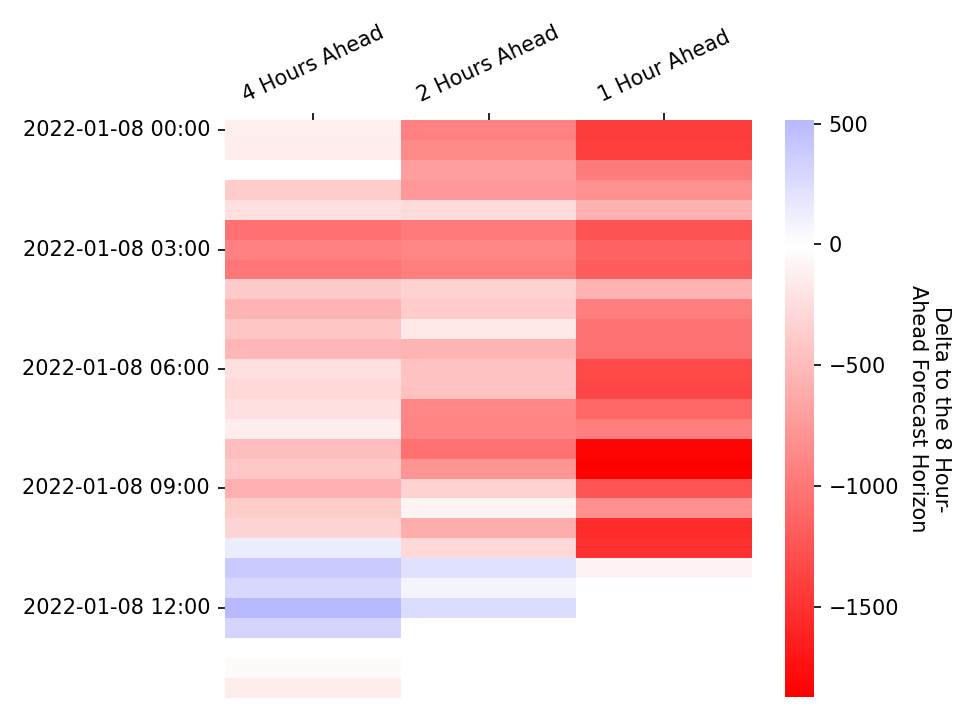 4 Hours Ahead
2 Hours Ahead
1 Hour Ahead
2022-01-08 00:00
2022-01-08 03:00
2022-01-08 06:00
2022-01-08 09:00
2022-01-08 12:00
500
0
−500
−1000
−1500
Delta to the 8 Hour-
Ahead Forecast Horizon